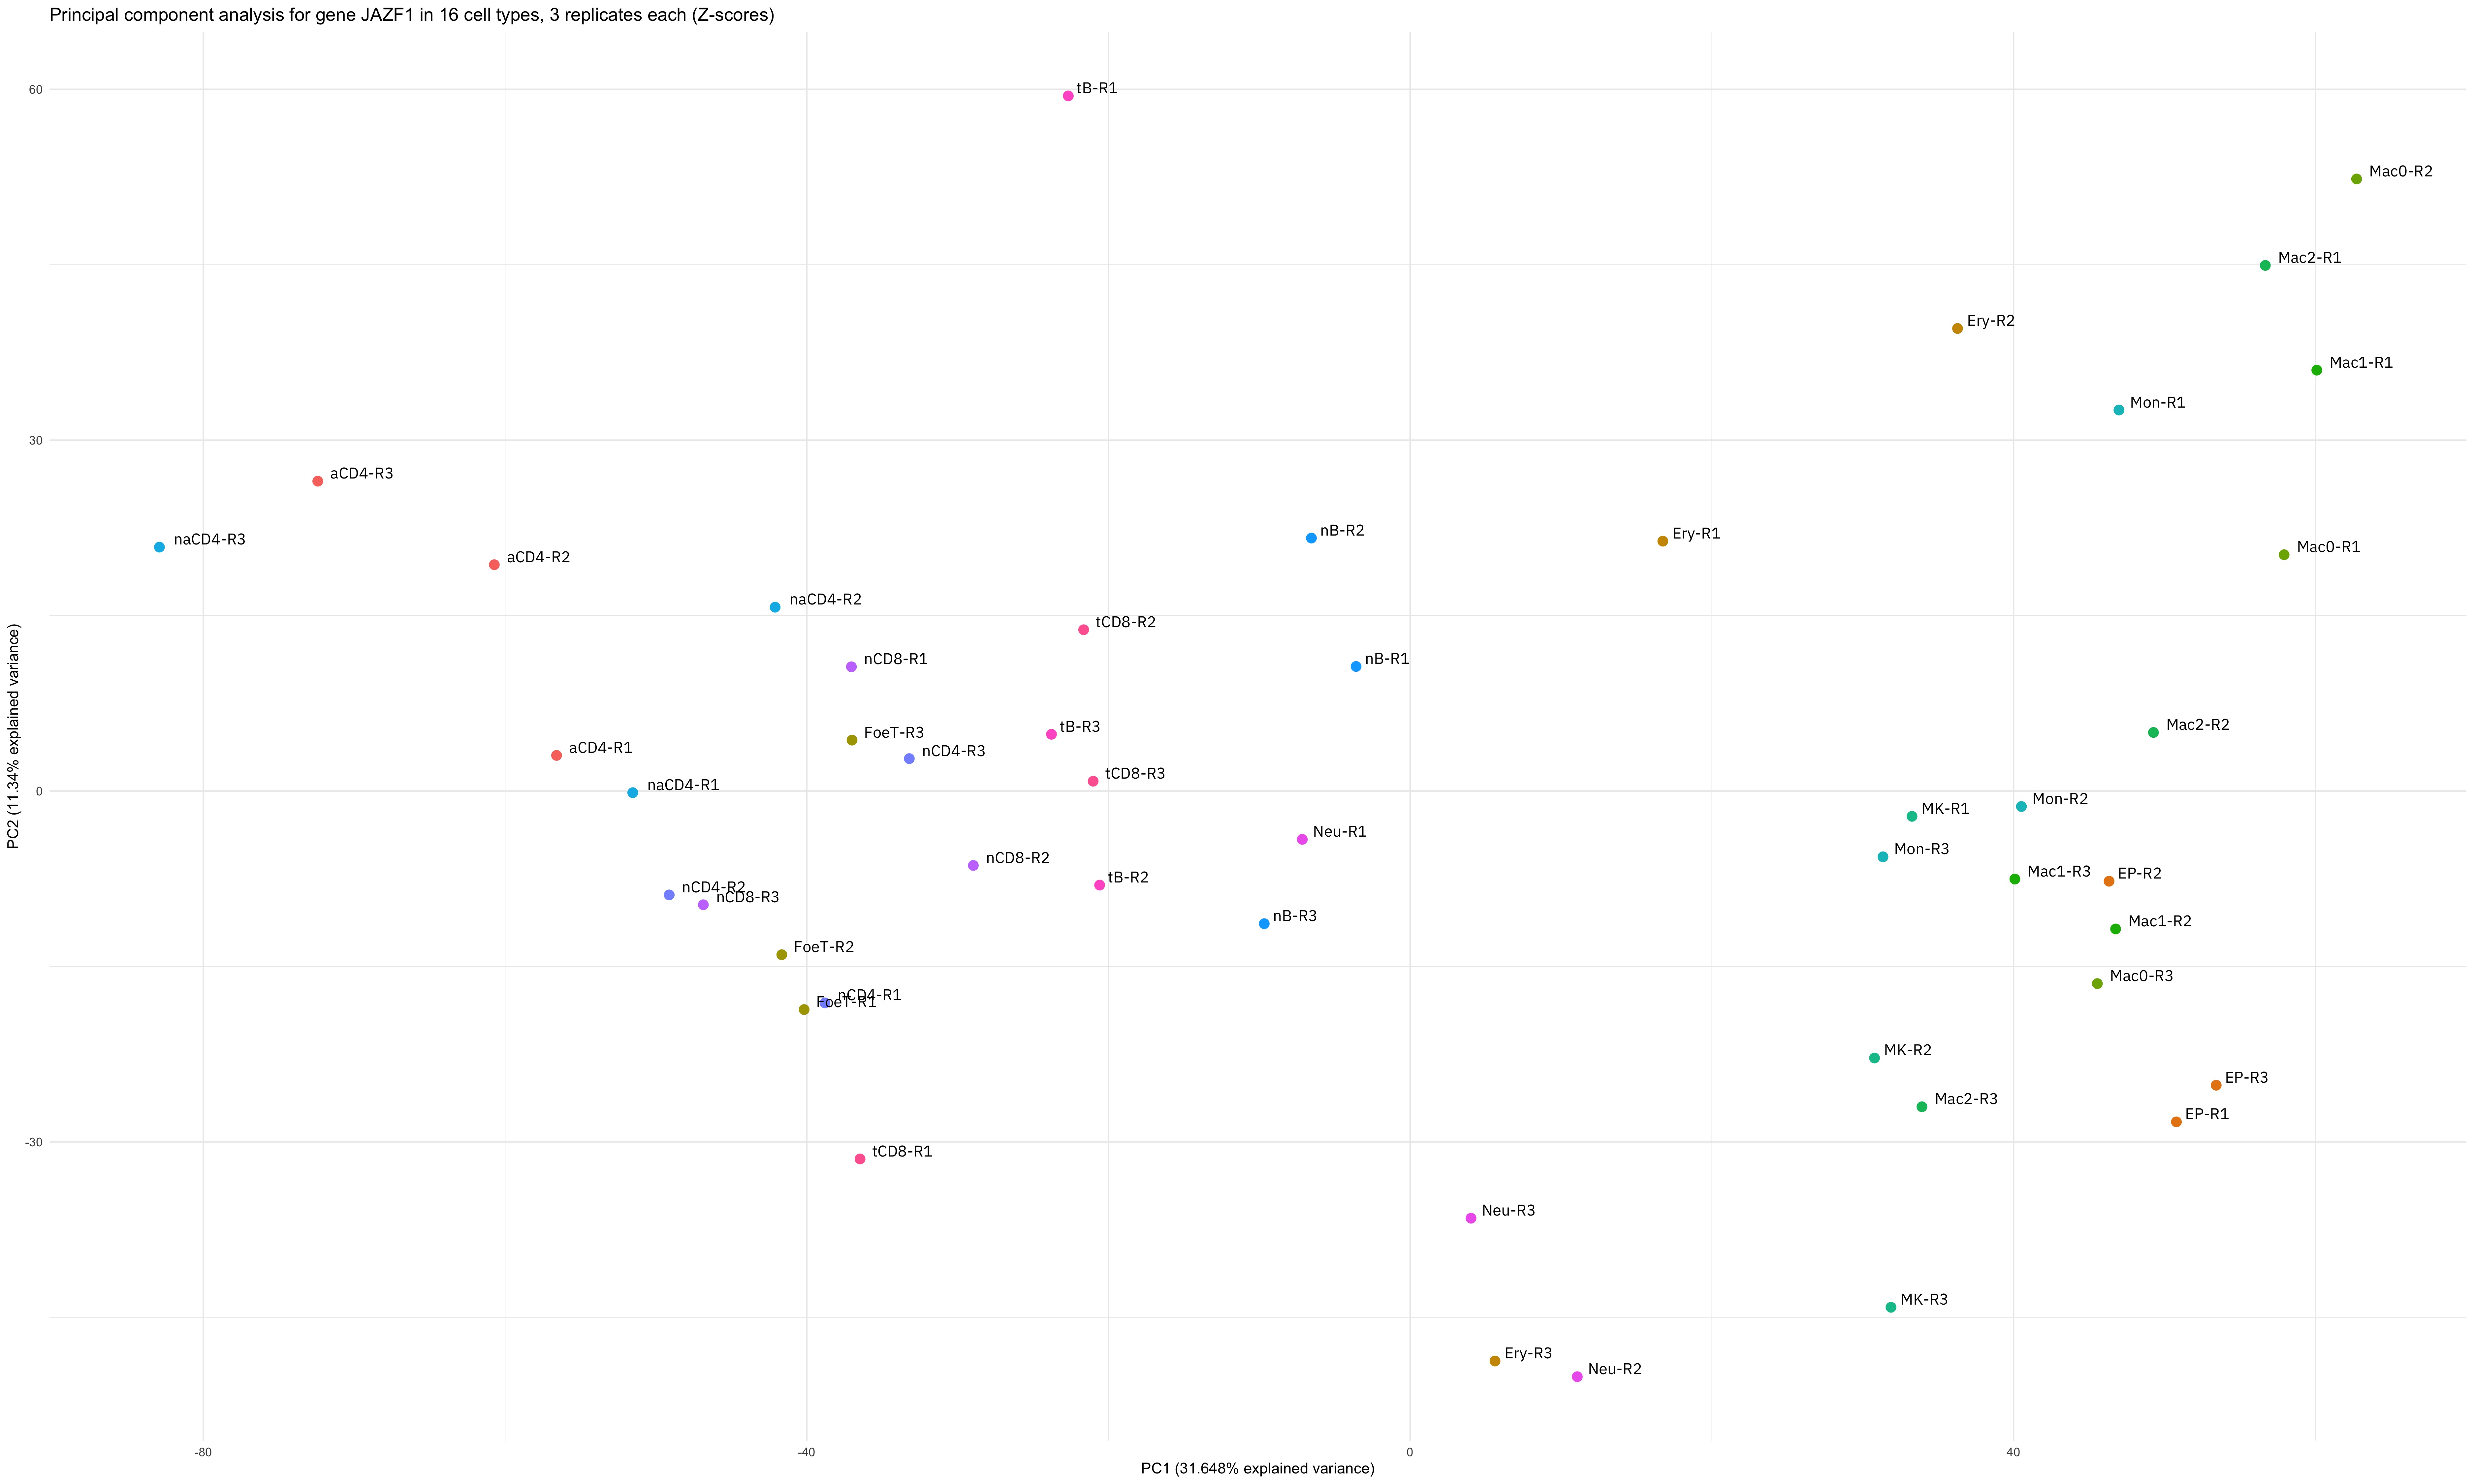 Principal component analysis for gene JAZF1 in 16 cell types, 3 replicates each (Z-scores)
60
tB-R1
Mac0-R2
Mac2-R1
Ery-R2
Mac1-R1
Mon-R1
30
aCD4-R3
nB-R2
Ery-R1
naCD4-R3
Mac0-R1
aCD4-R2
naCD4-R2
tCD8-R2
nCD8-R1
nB-R1
Mac2-R2
tB-R3
FoeT-R3
aCD4-R1
nCD4-R3
tCD8-R3
naCD4-R1
0
Mon-R2
MK-R1
Neu-R1
Mon-R3
nCD8-R2
Mac1-R3
EP-R2
tB-R2
nCD4-R2
nCD8-R3
nB-R3
Mac1-R2
FoeT-R2
Mac0-R3
nCD4-R1
FoeT-R1
MK-R2
EP-R3
Mac2-R3
EP-R1
-30
tCD8-R1
Neu-R3
MK-R3
Ery-R3
Neu-R2
PC2 (11.34% explained variance)
-80
-40
0
40
PC1 (31.648% explained variance)